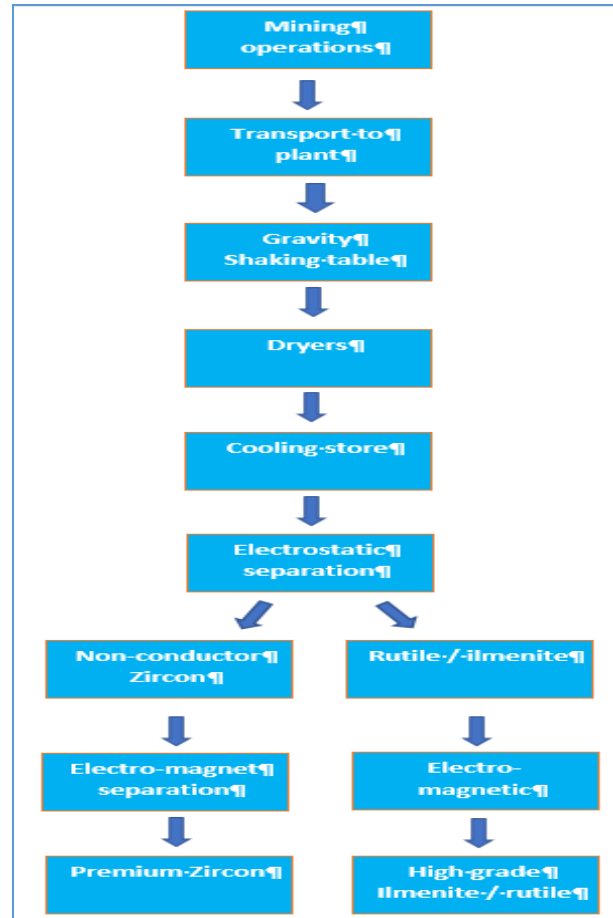 Mining¶
operations¶
Transport·to¶
plant¶
Gravity¶
Shaking·table¶
Dryers¶
Cooling·store¶
Electrostatic¶
separation¶
Non-conductor¶
Zircon¶
Rutile·/·ilmenite¶
Electro-magnet¶
separation¶
Electro-
magnetic¶
Premium·Zircon¶
High-grade¶
Ilmenite·/·rutile¶